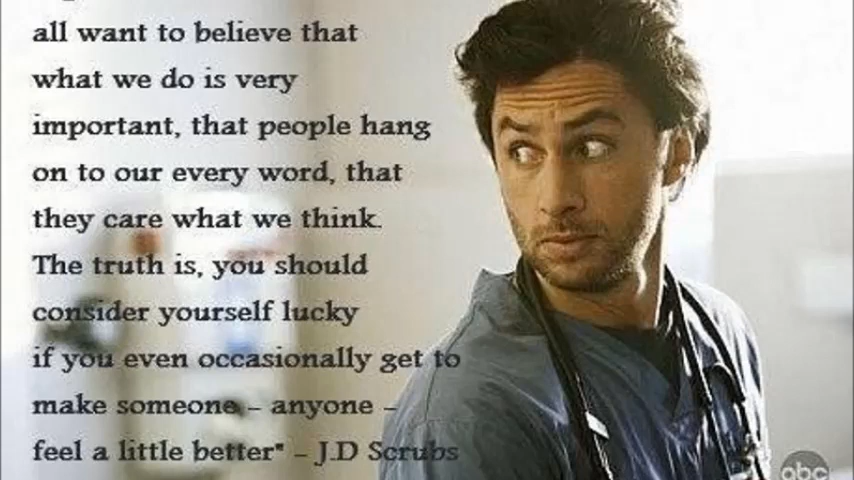 all want to believe that
what we do is very
important, that people hang
on to our every word, that
they care what we think.
The truth is, you should
consider yourself lucky
if you even occasionally get to
make someone - anyone -
feel a little better" - J.D Scrubs
abc